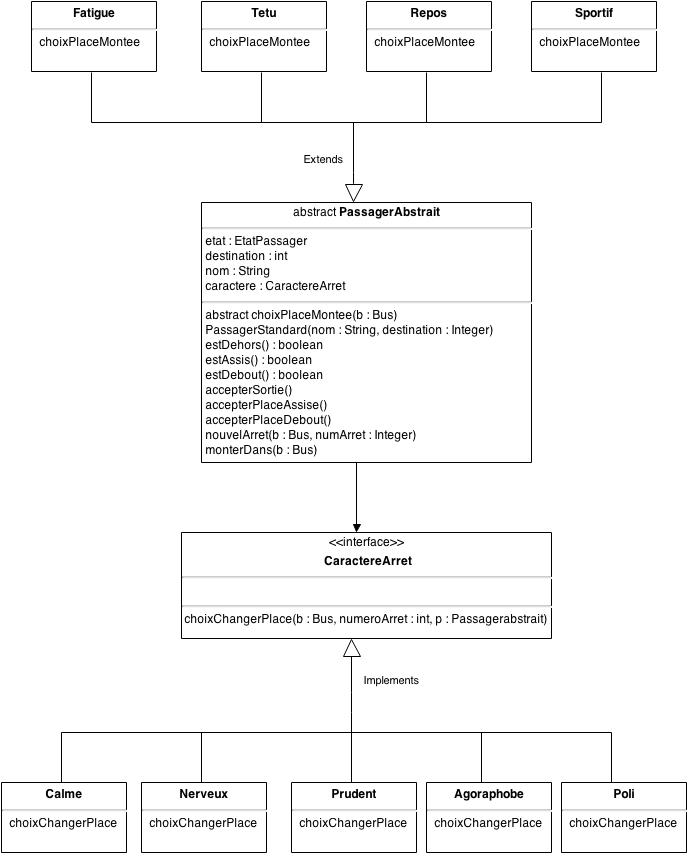 Fatigue
Tetu
Repos
Sportif
choixPlaceMontee
choixPlaceMontee
choixPlaceMontee
choixPlaceMontee
Extends
abstract PassagerAbstrait
etat : EtatPassager
destination : int
nom : String
caractere : CaractereArret
abstract choixPlaceMontee(b : Bus)
PassagerStandard(nom : String, destination : Integer)
estDehors() : boolean
estAssis() : boolean
estDebout() : boolean
accepterSortie()
accepterPlaceAssise()
accepterPlaceDebout()
nouvelArret(b : Bus, numArret : Integer)
monterDans(b : Bus)
<<interface>>
CaractereArret
choixChangerPlace(b : Bus, numeroArret : int, p : Passagerabstrait)
Implements
Calme
Nerveux
Prudent
Agoraphobe
Poli
choixChangerPlace
choixChangerPlace
choixChangerPlace
choixChangerPlace
choixChangerPlace